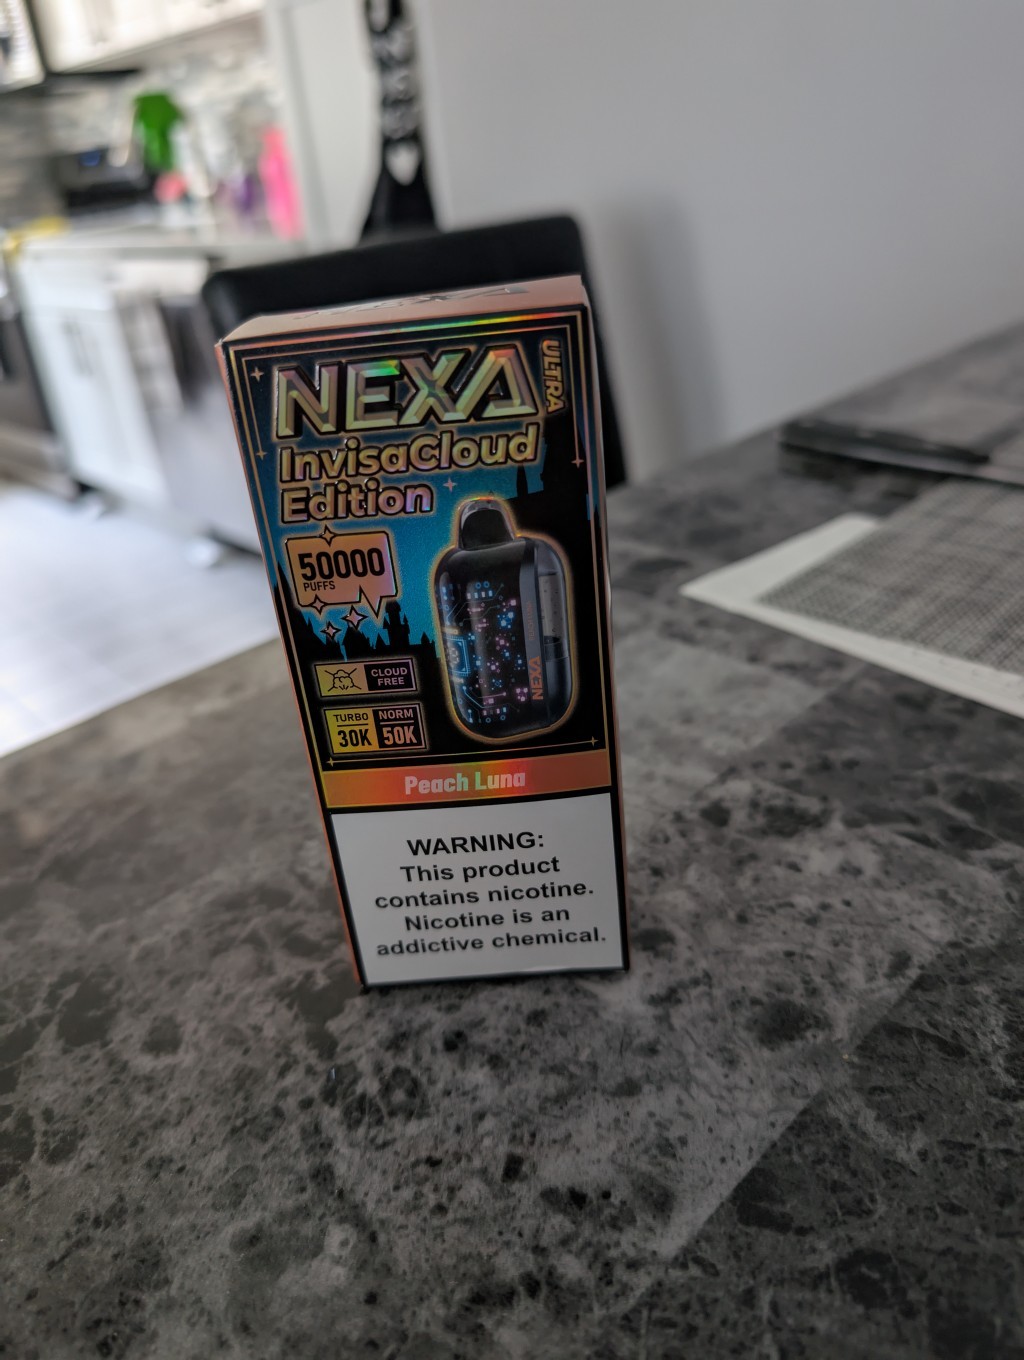 NEXA
ULTRA
InvisaCloud
Edition
50000
PUFFS
CLOUD
FREE
TURBO
30K
NORM
50K
NEXA
Peach Luna
WARNING:
This product
contains nicotine.
Nicotine is an
addictive chemical.